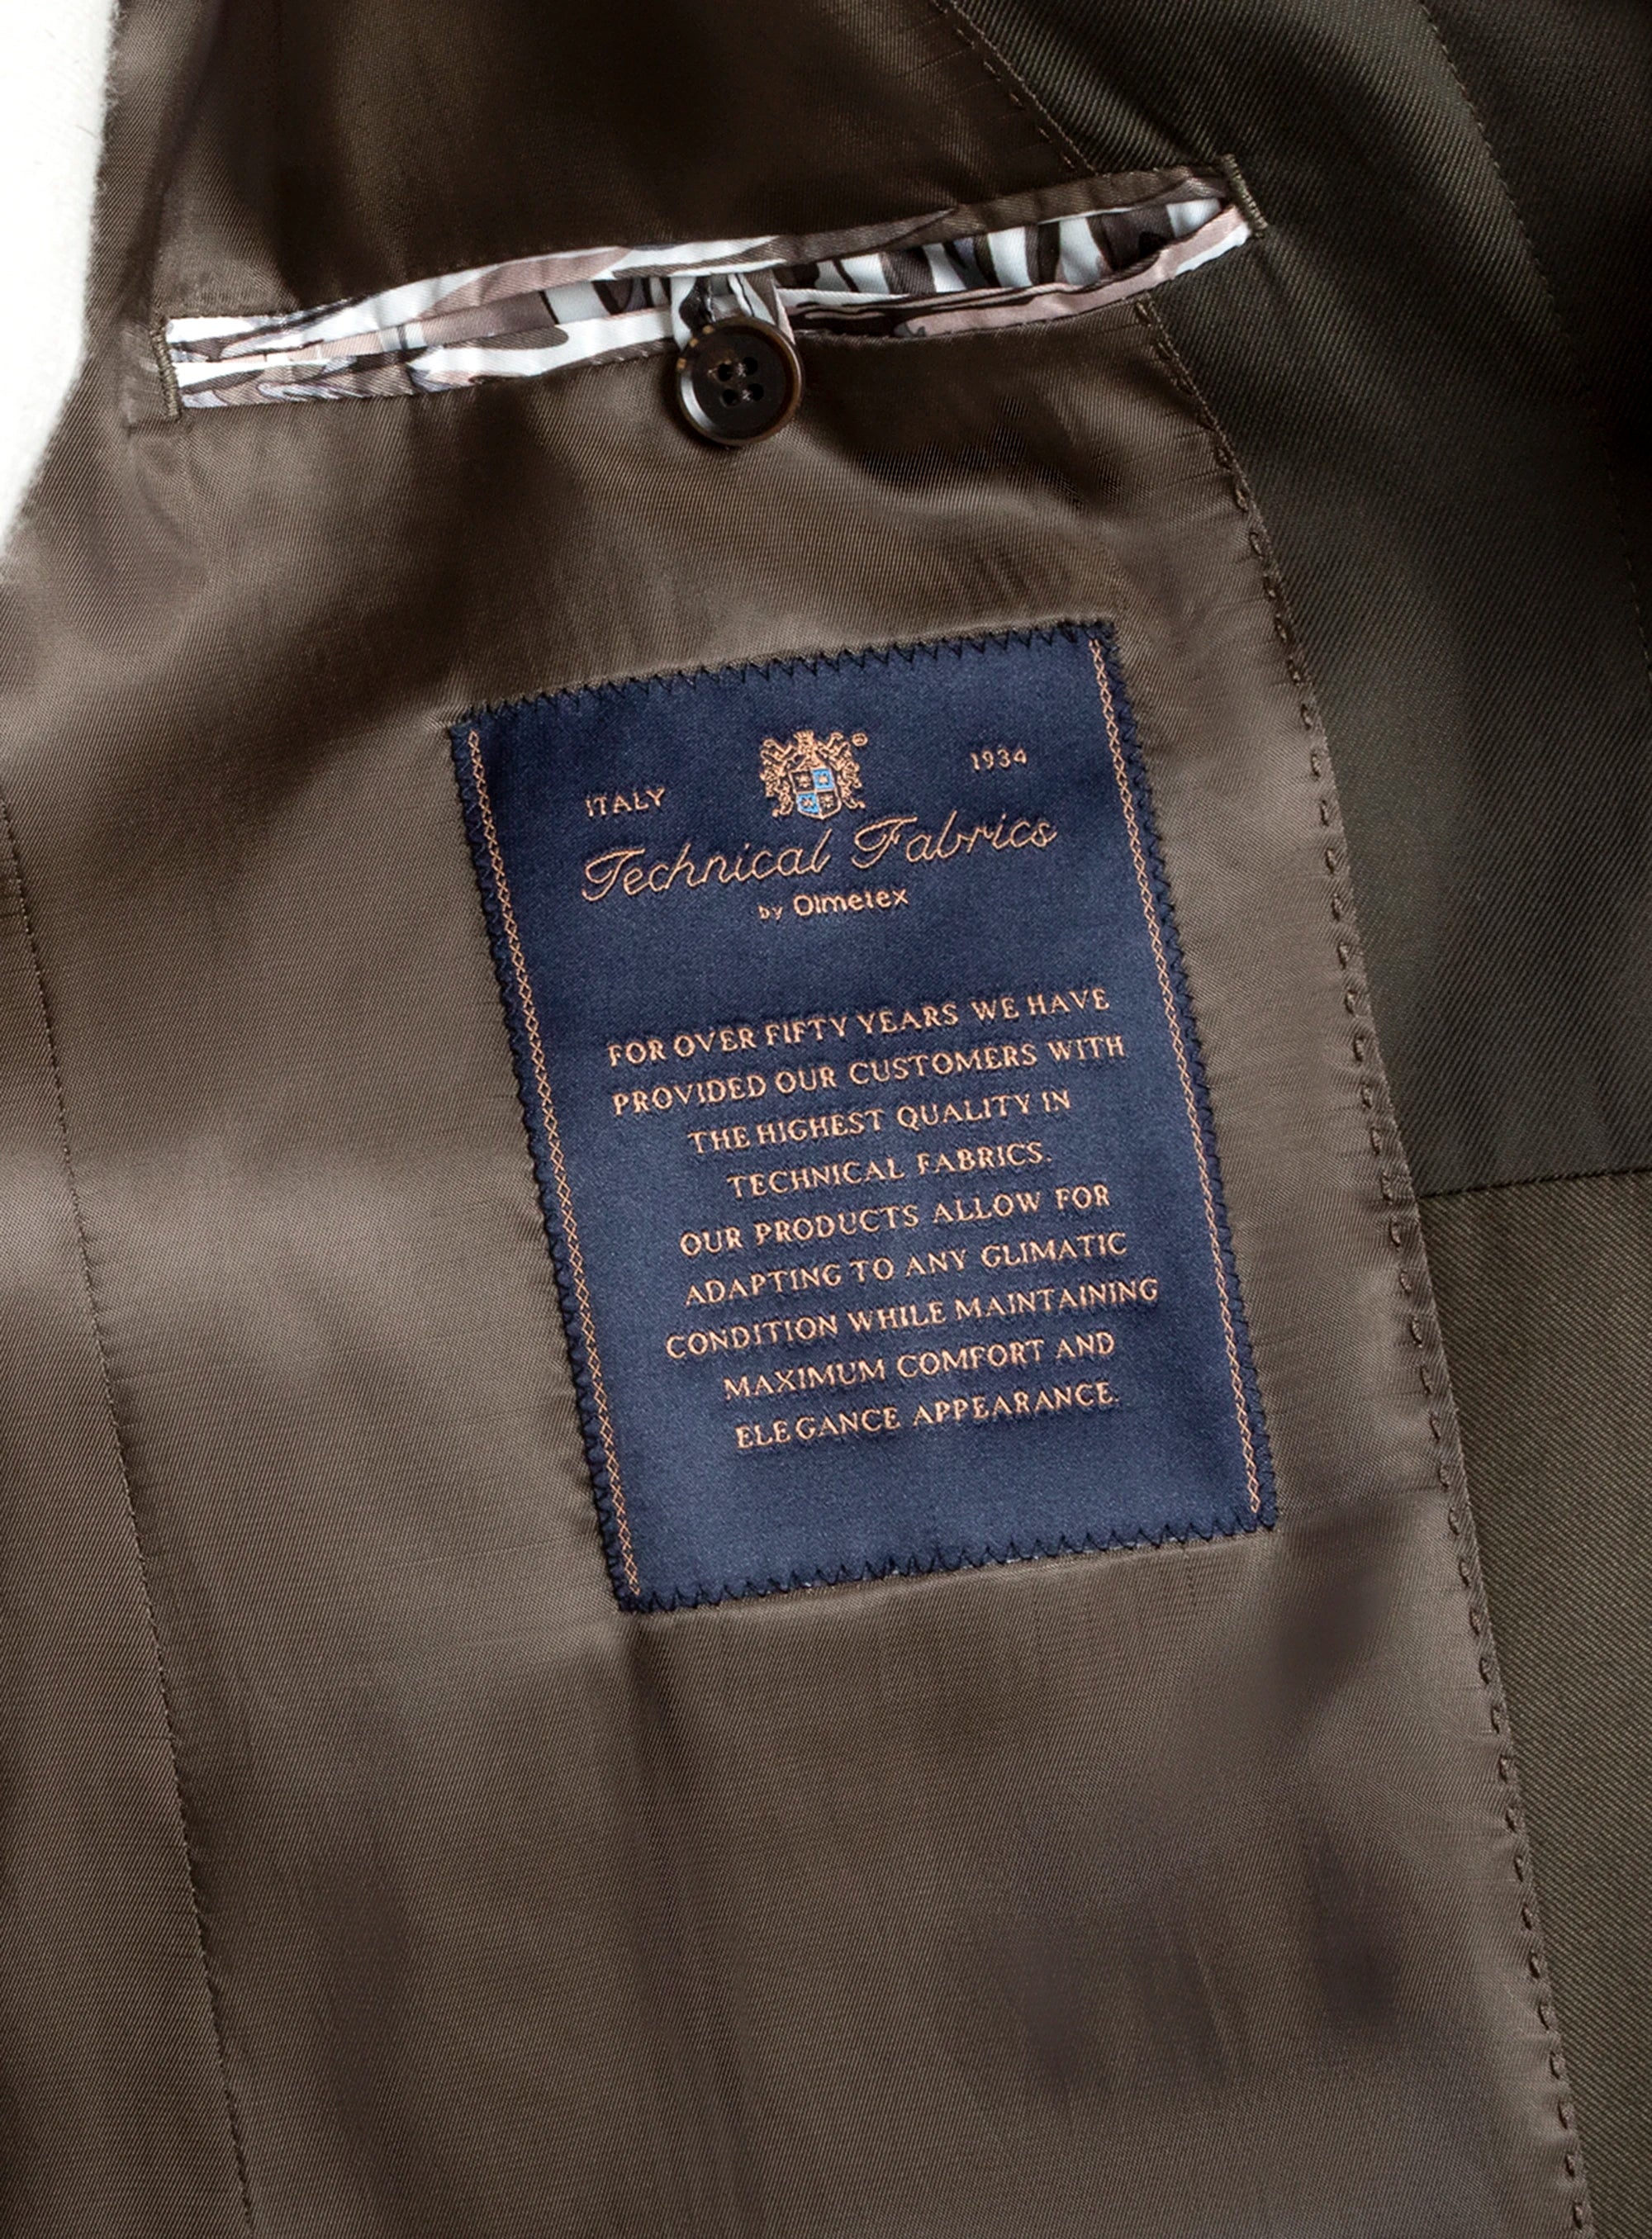 ITALY
1934
Technical Fabrics
by Olmetex
FOR OVER FIFTY YEARS WE HAVE
PROVIDED OUR CUSTOMERS WITH
THE HIGHEST QUALITY IN
TECHNICAL FABRICS.
OUR PRODUCTS ALLOW FOR
ADAPTING TO ANY GLIMATIC
CONDITION WHILE MAINTAINING
MAXIMUM COMFORT AND
ELEGANCE APPEARANCE.